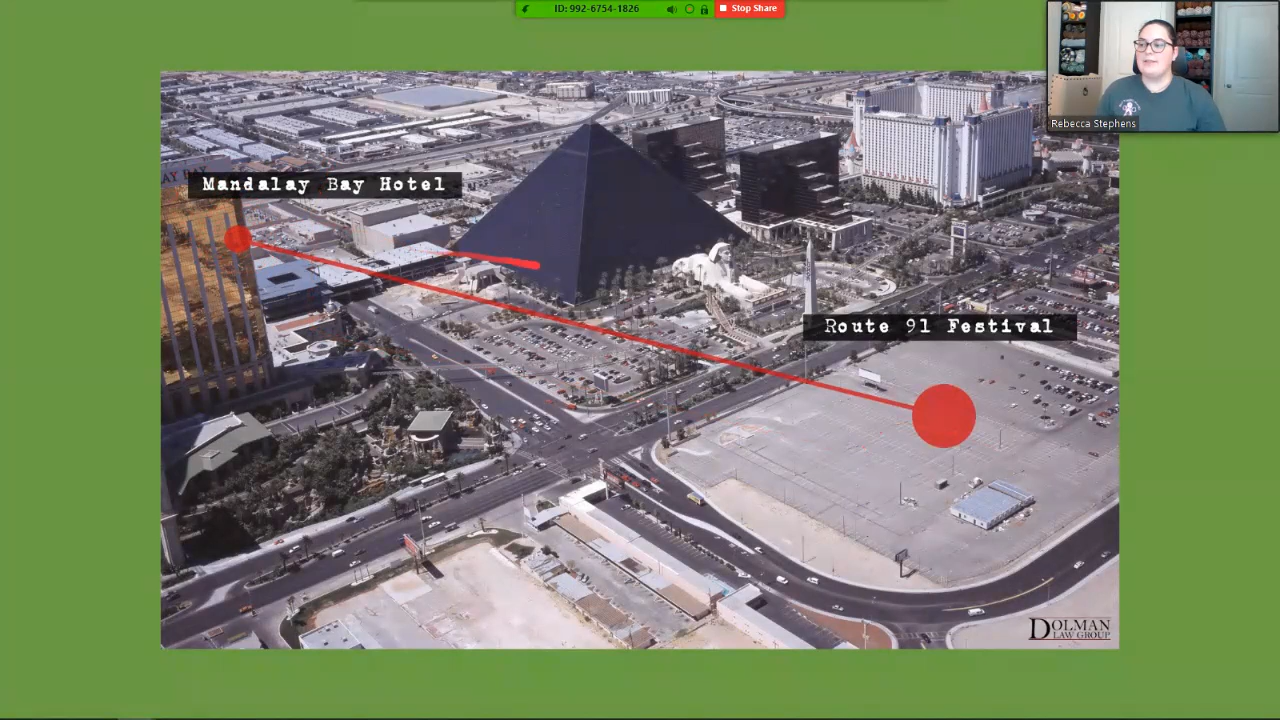 ID: 992-6754-1826
Stop Share
Rebecca Stephens
Mandalay Bay Hotel
Route 91 Festival
DOLMAN
LAW GROUP